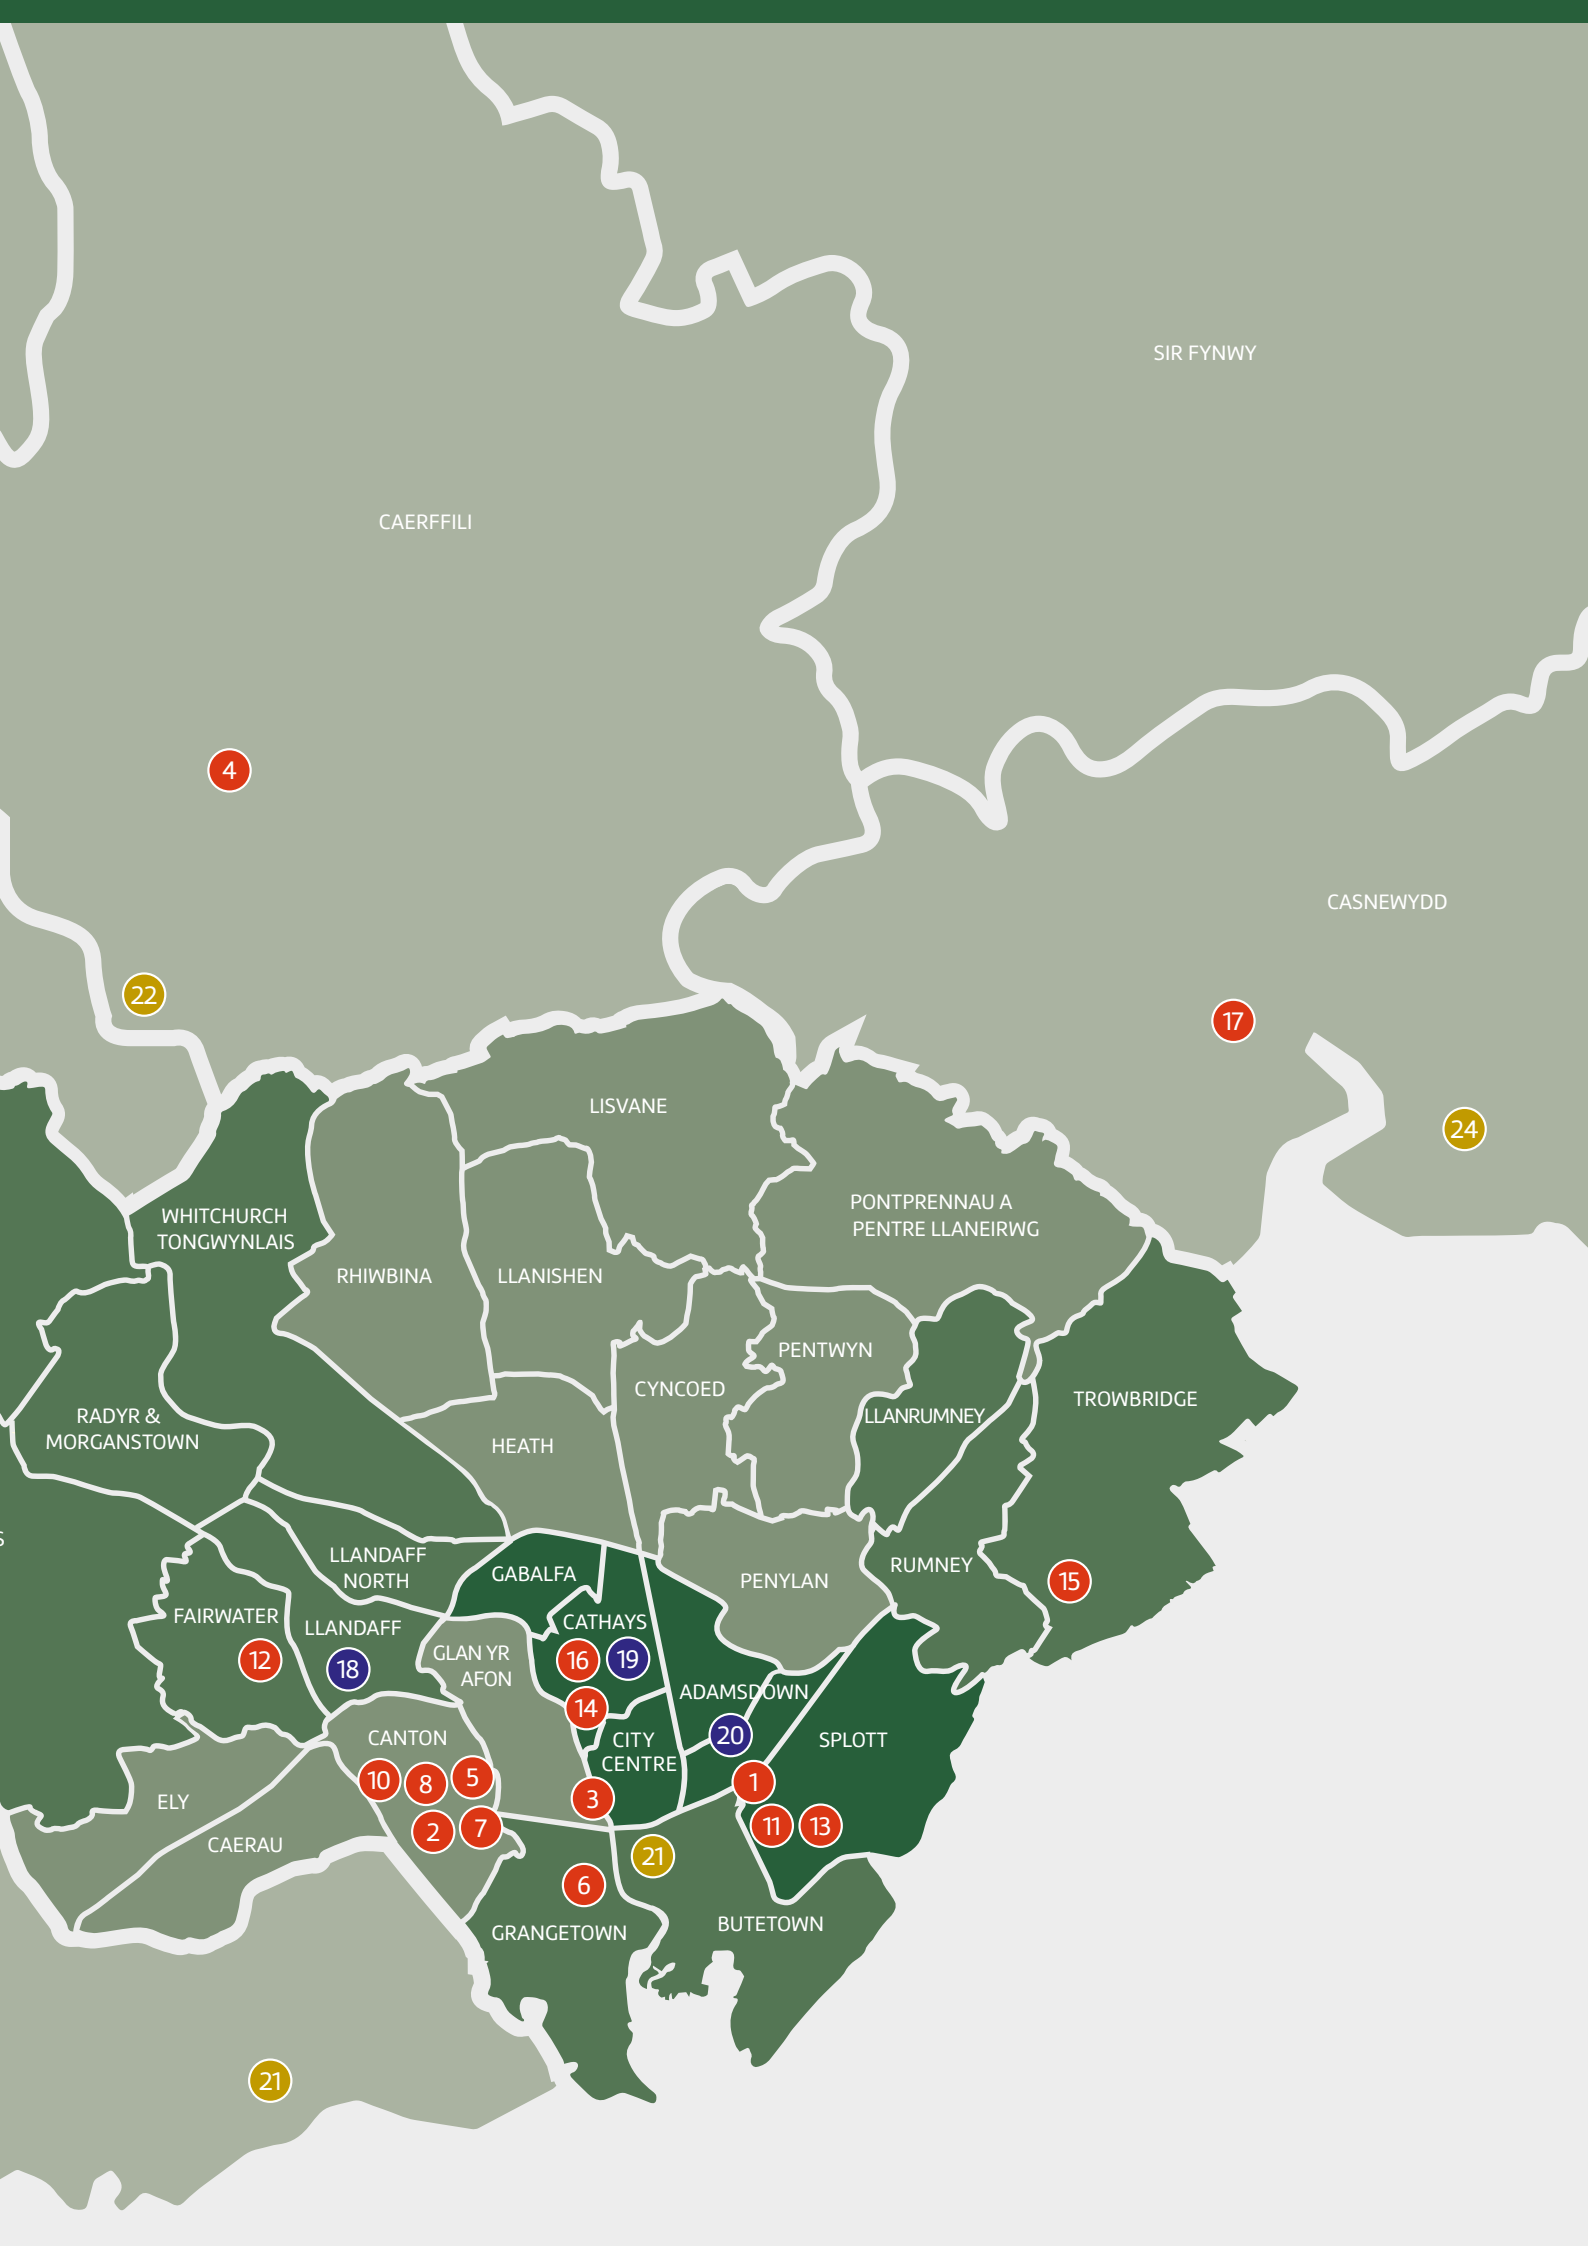 SIR FYNWY
CAERFFILI
4
CASNEWYDD
22
17
LISVANE
24
PONTPRENNAU A
PENTRE LLANEIRWG
WHITCHURCH
TONGWYNLAIS
RHIWBINA
LLANISHEN
PENTWYN
CYNCOED
TROWBRIDGE
RADYR &
MORGANSTOWN
LLANRUMNEY
HEATH
S
LLANDAFF
NORTH
GABALFA
PENYLAN
RUMNEY
15
FAIRWATER
12
LLANDAFF
18
CATHAYS
16
19
14
GLAN YR
AFON
ADAMSDOWN
20
CANTON
10
8
5
2
7
CITY
CENTRE
3
SPLOTT
1
11
13
ELY
CAERAU
21
6
GRANGETOWN
BUTETOWN
21